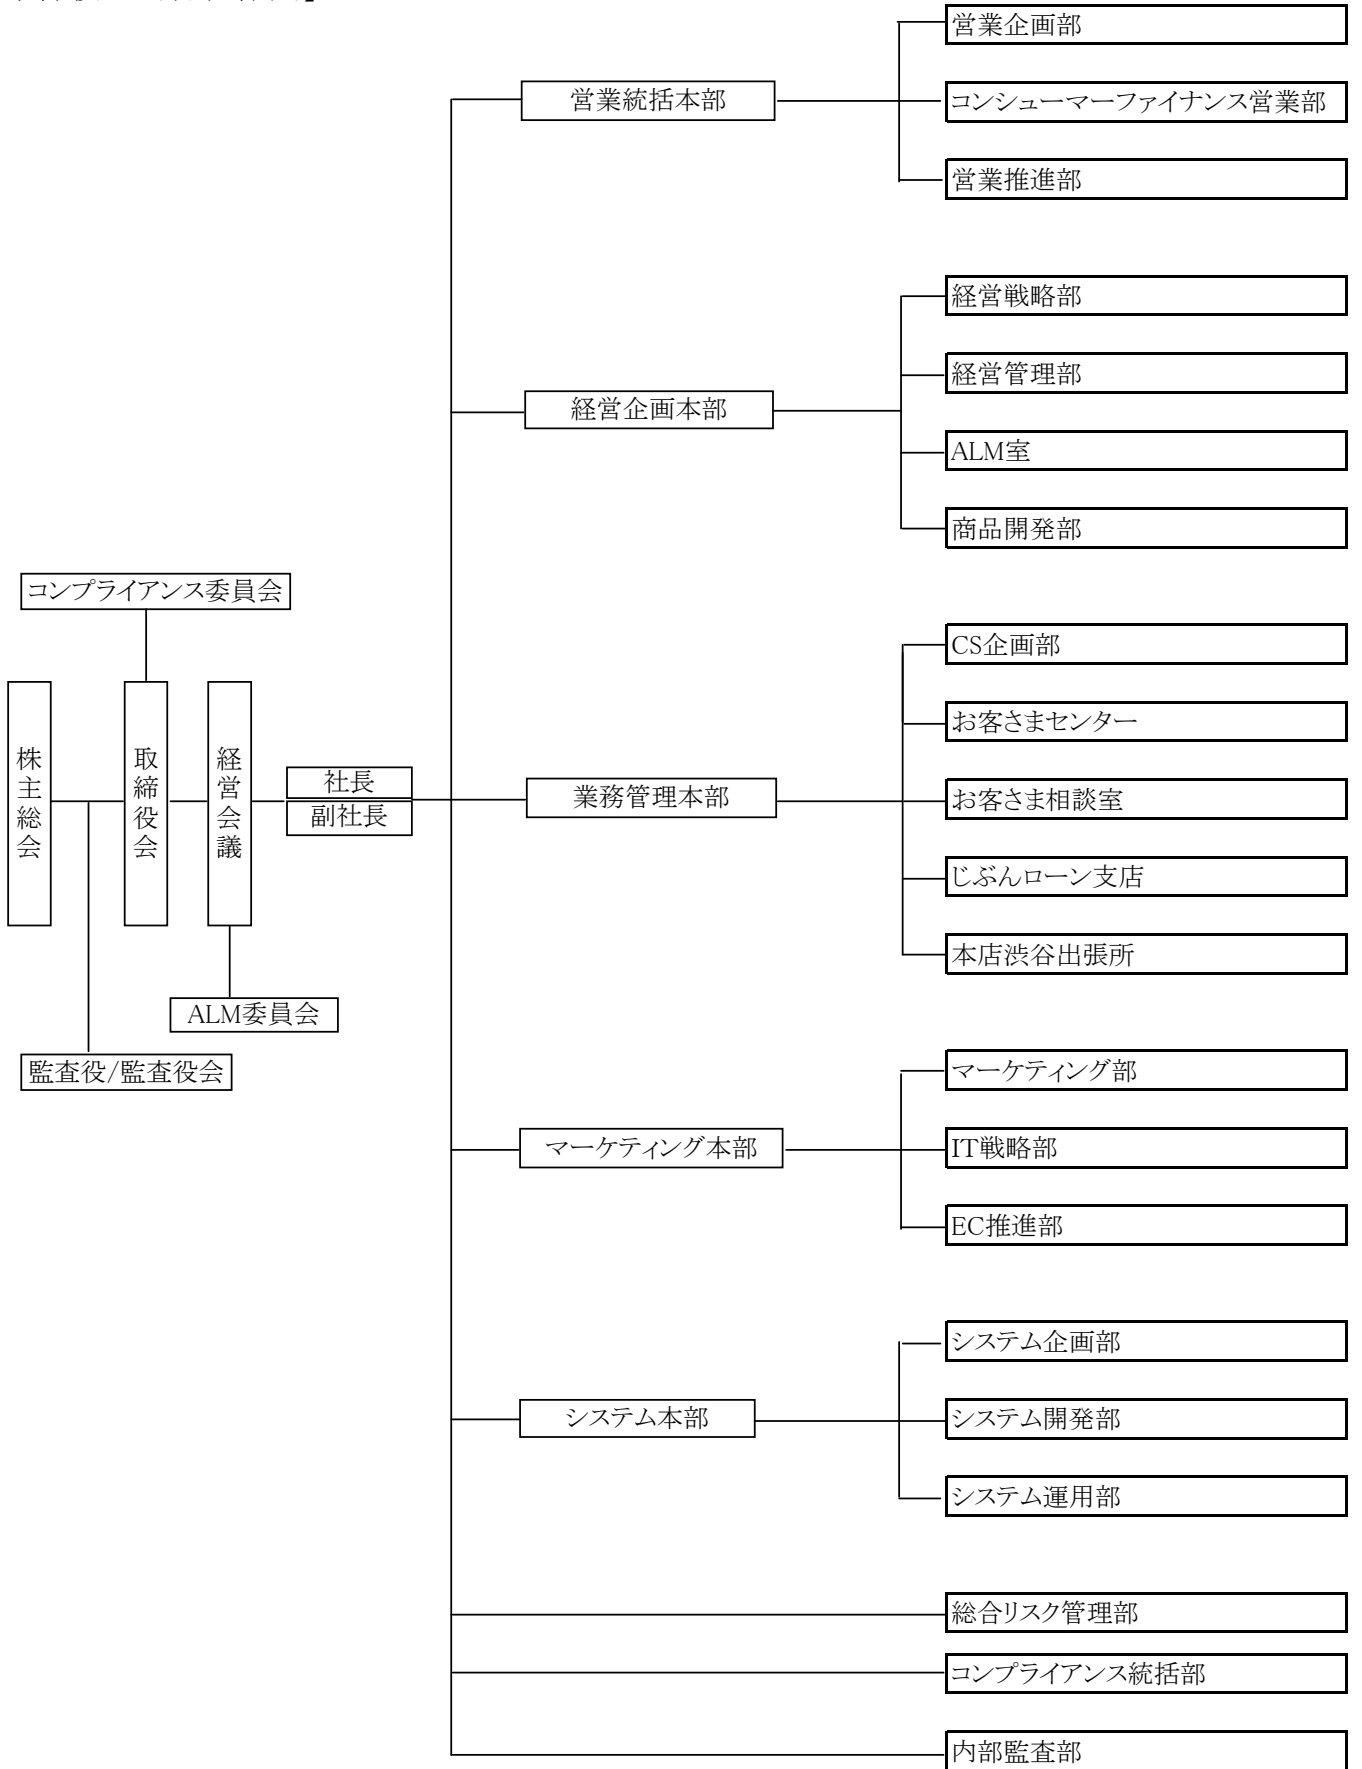 営業企画部
営業統括本部
コンシューマーファイナンス営業部
営業推進部
経営戦略部
経営管理部
経営企画本部
ALM室
商品開発部
コンプライアンス委員会
CS企画部
お客さまセンター
株主総会
取締役会
経営会議
社長
副社長
業務管理本部
お客さま相談室
じぶんローン支店
本店渋谷出張所
ALM委員会
監査役/監査役会
マーケティング部
マーケティング本部
IT戦略部
EC推進部
システム企画部
システム本部
システム開発部
システム運用部
総合リスク管理部
コンプライアンス統括部
内部監査部